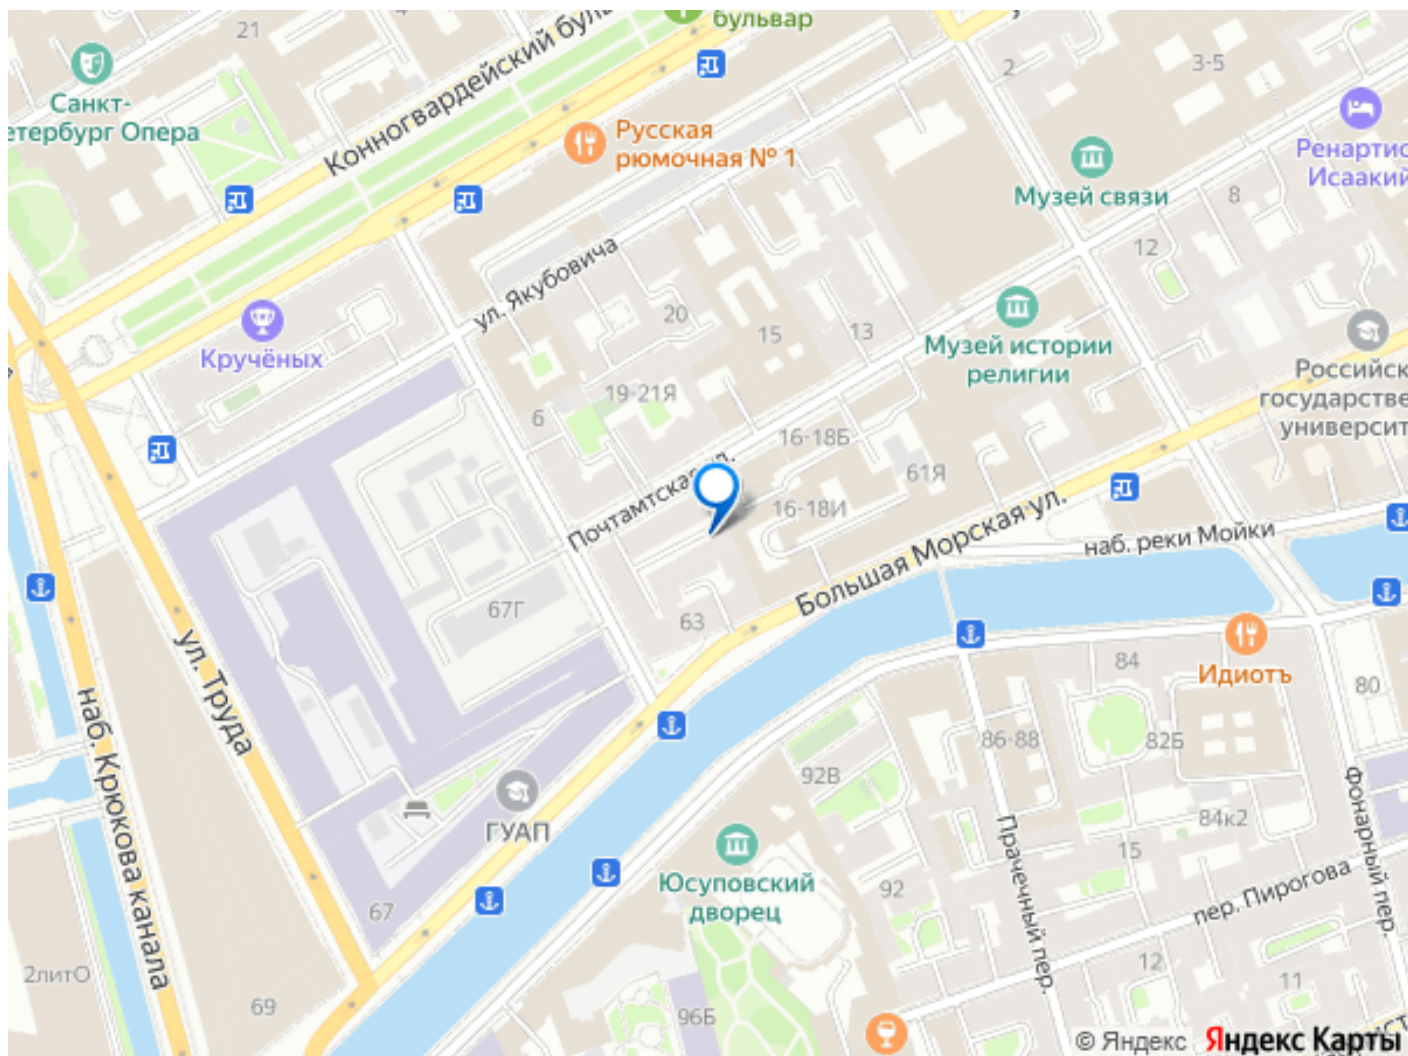 21
4
Конногвардейский буль
бульвар
Санкт-
етербург Опера
Русская
рюмочная № 1
2
3-5
Музей связи
Ренартис
Исаакий
8
12
ул. Якубовича
Кручёных
20
15
13
Музей истории
религии
Российск
государстве
университ
19-21Я
6
16-18Б
61Я
Почтамтская ул.
16-18И
Большая Морская ул.
наб. реки Мойки
67Г
63
ул. Труда
наб. Крюкова канала
84
Идиотъ
80
86-88
82Б
92В
ГУАП
84к2
Фонарный пер.
Прачечный пер.
15
Юсуповский
дворец
92
пер. Пирогова
67
2литО
69
12
11
96Б
© Яндекс Яндекс Карты